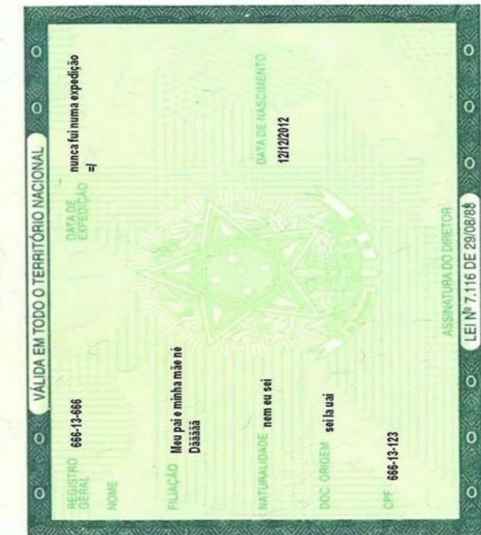 VÁLIDA EM TODO O TERRITÓRIO NACIONAL
REGISTRO GERAL 666-13-666
DATA DE EXPEDIÇÃO nunca fui numa expedição
=/
NOME
FILIAÇÃO Meu pai e minha mãe né
Dããããã
NATURALIDADE nem eu sei
DATA DE NASCIMENTO
12/12/2012
DOC ORIGEM sei la uai
CPF 666-13-123
ASSINATURA DO DIRETOR
LEI Nº 7.116 DE 29/08/83